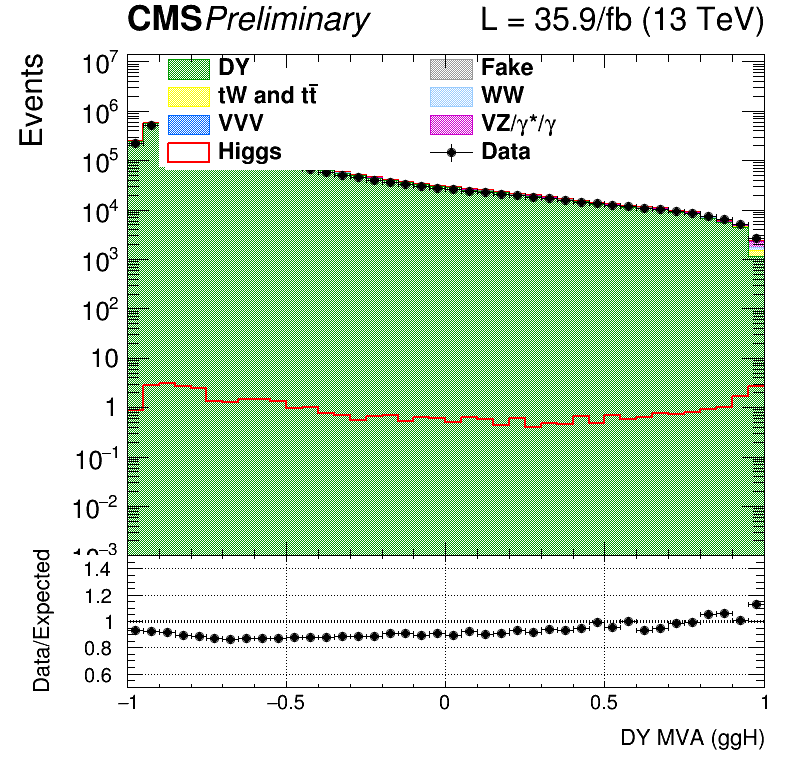 CMS Preliminary L = 35.9/fb (13 TeV)
Events
10⁷
10⁶
10⁵
10⁴
10³
10²
10
1
10⁻¹
10⁻²
10⁻³
DY Fake
tW and tt̅ WW
VVV VZ/γ*/γ
Higgs Data
Data/Expected
1.4
1.2
1
0.8
0.6
−1 −0.5 0 0.5 1
DY MVA (ggH)